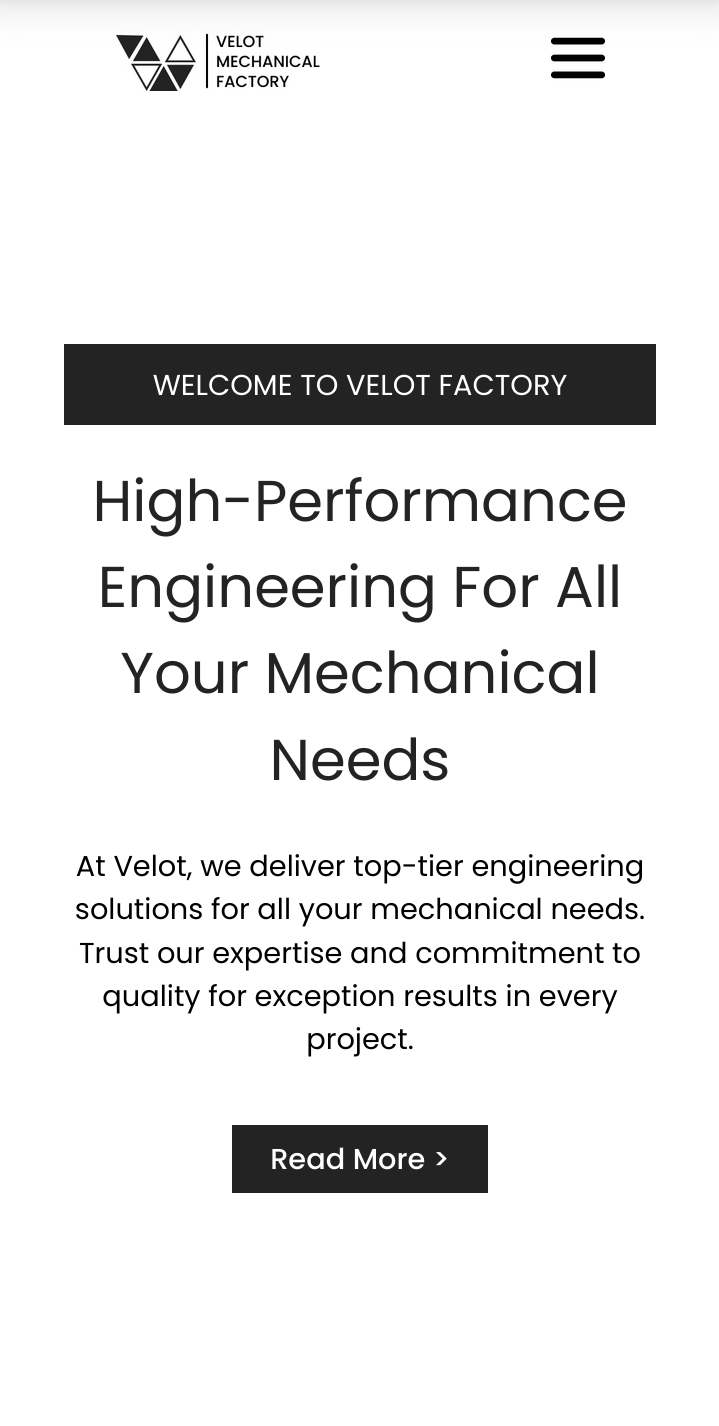 VELOT
MECHANICAL
FACTORY
WELCOME TO VELOT FACTORY
High-Performance
Engineering For All
Your Mechanical
Needs
At Velot, we deliver top-tier engineering
solutions for all your mechanical needs.
Trust our expertise and commitment to
quality for exception results in every
project.
Read More >